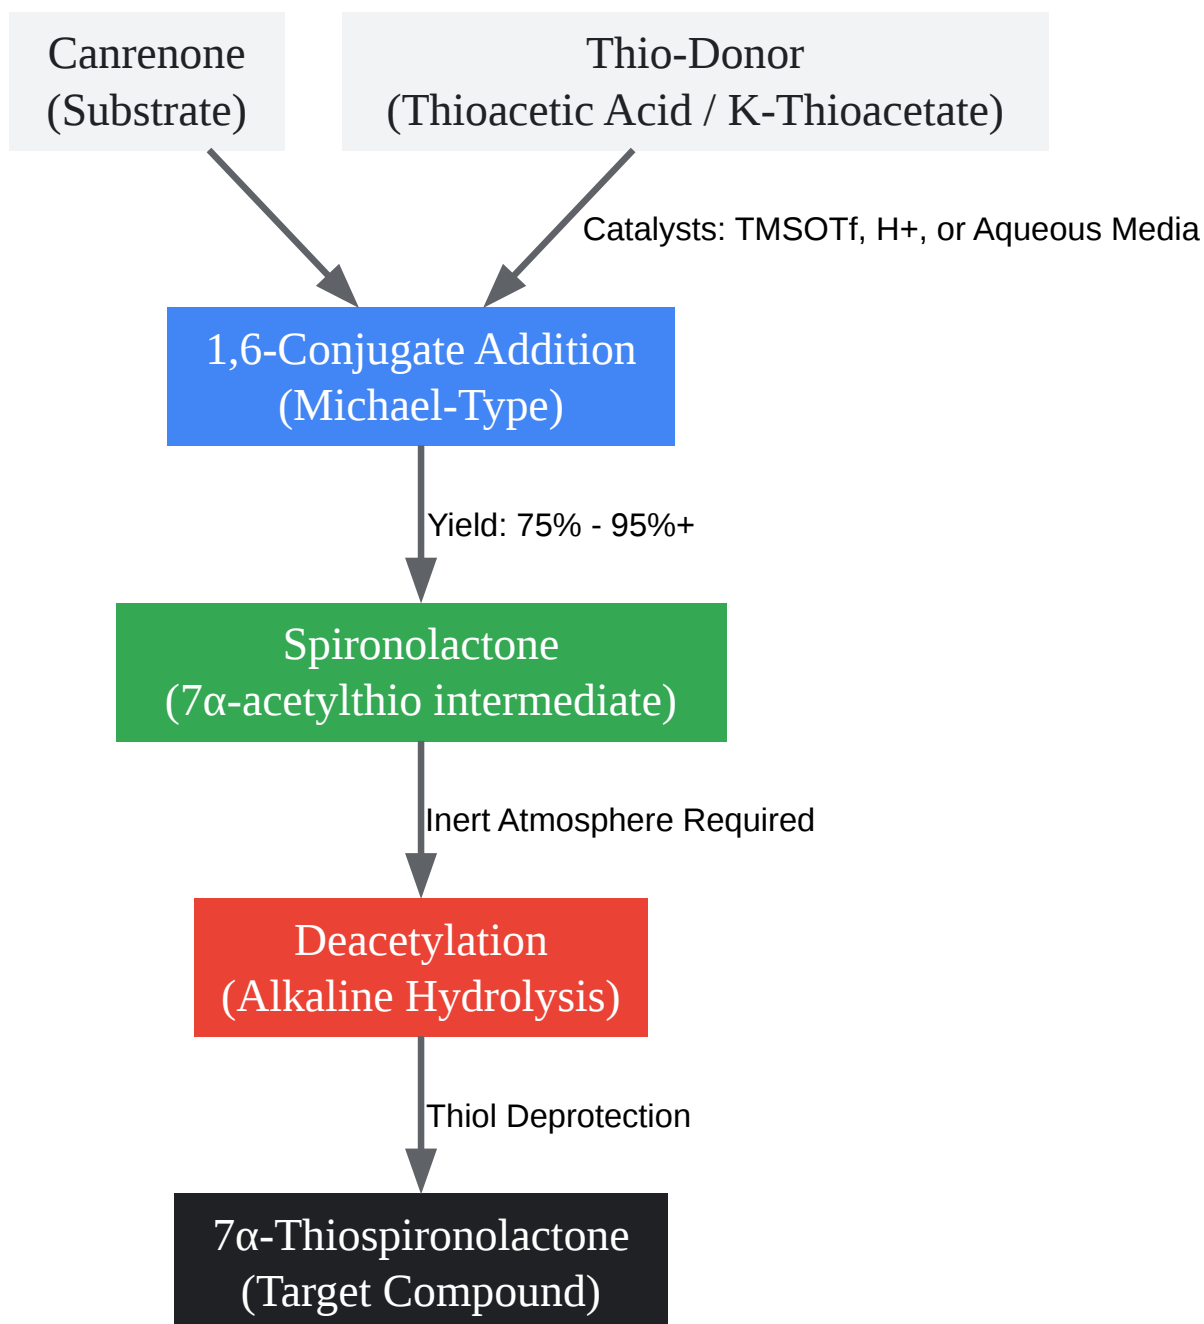 Canrenone
(Substrate)
Thio-Donor
(Thioacetic Acid / K-Thioacetate)
Catalysts: TMSOTf, H+, or Aqueous Media
1,6-Conjugate Addition
(Michael-Type)
Yield: 75% - 95%+
Spironolactone
(7α-acetylthio intermediate)
Inert Atmosphere Required
Deacetylation
(Alkaline Hydrolysis)
Thiol Deprotection
7α-Thiospironolactone
(Target Compound)